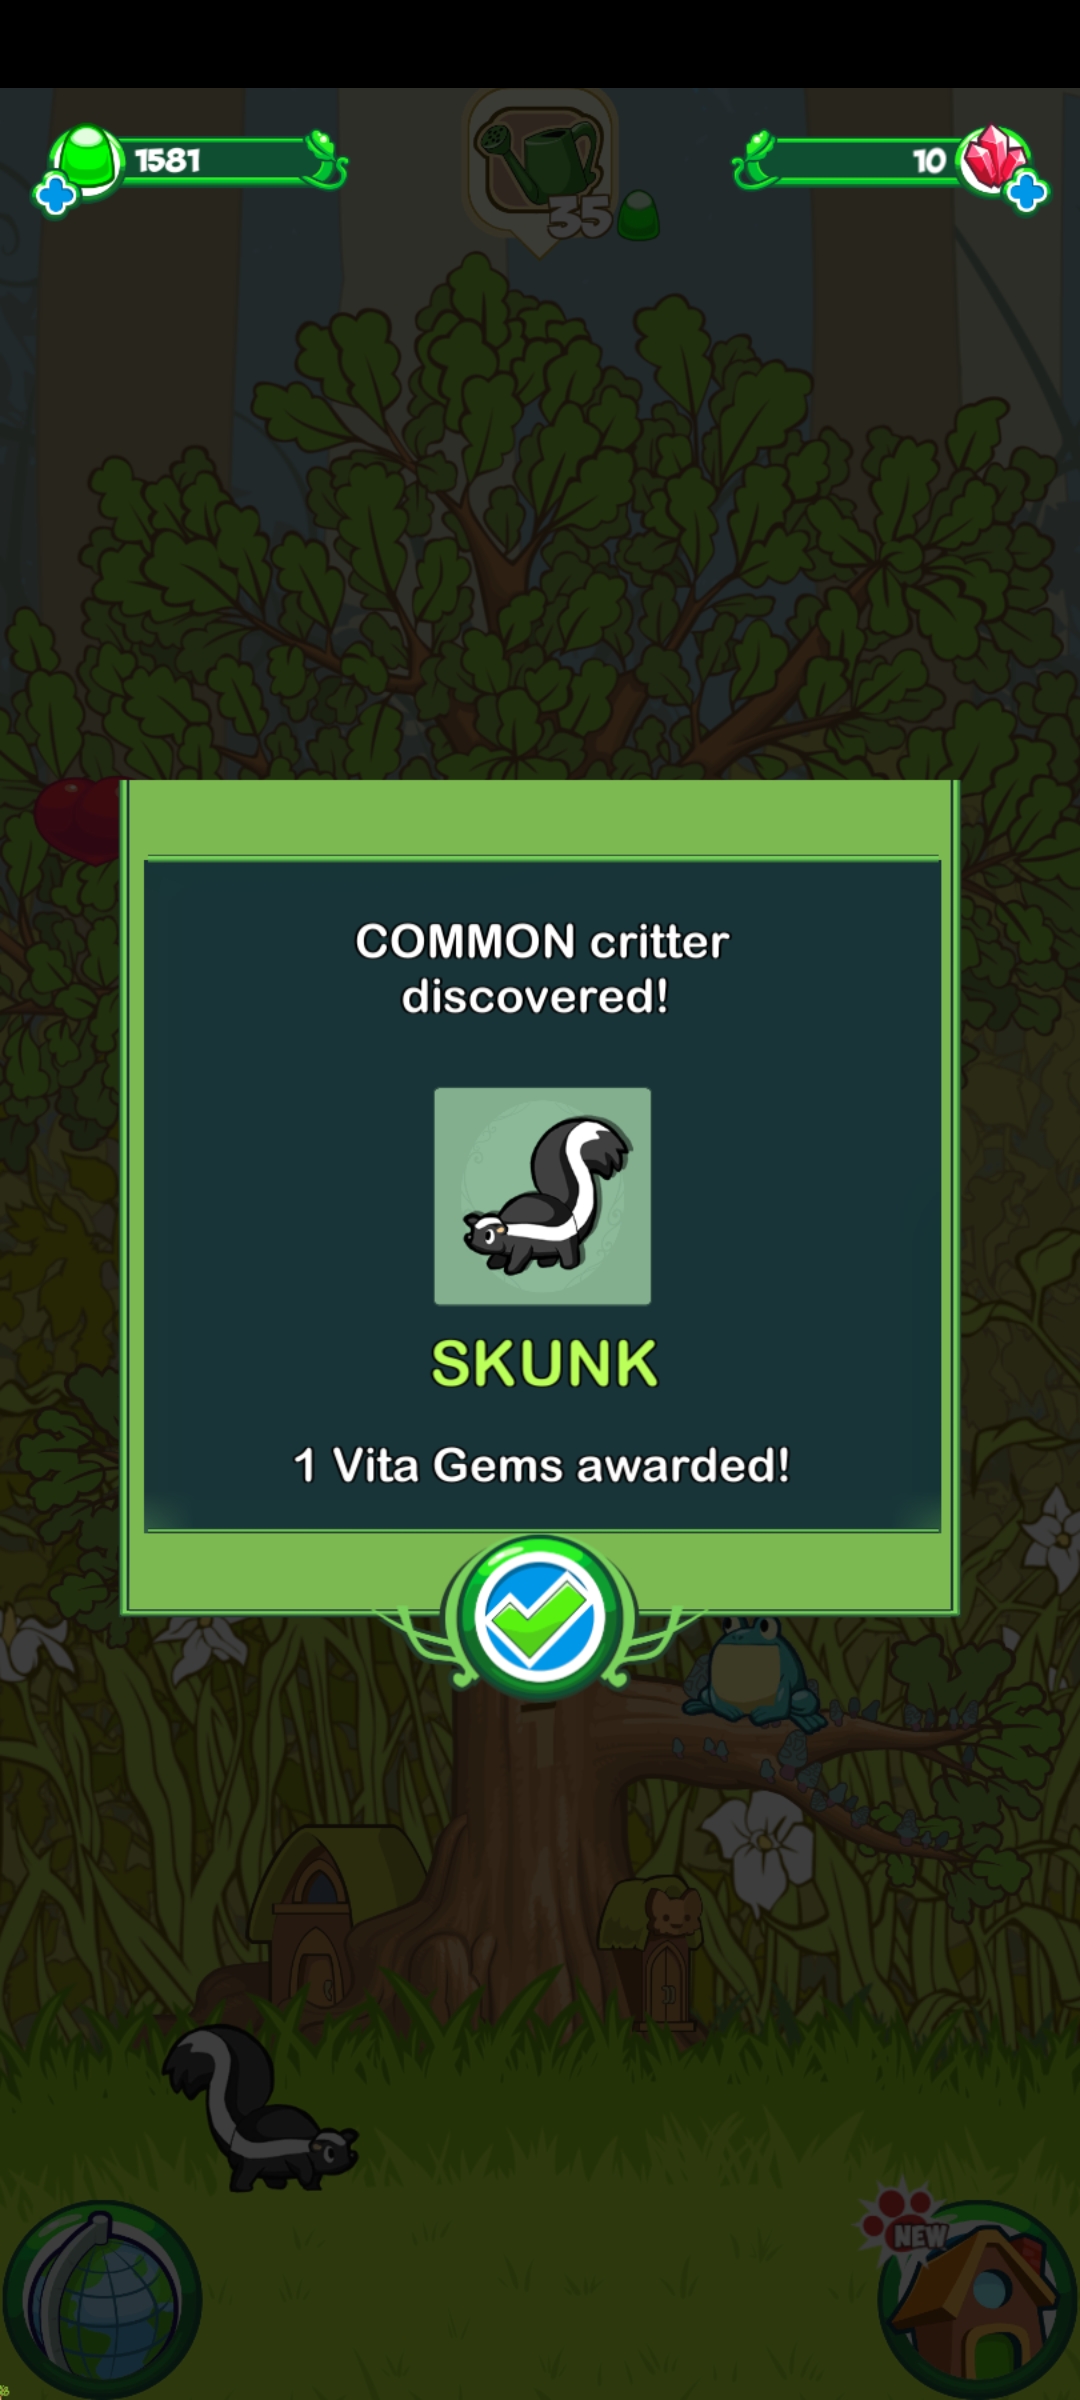 1581
10
35
COMMON critter
discovered!
SKUNK
1 Vita Gems awarded!
NEW